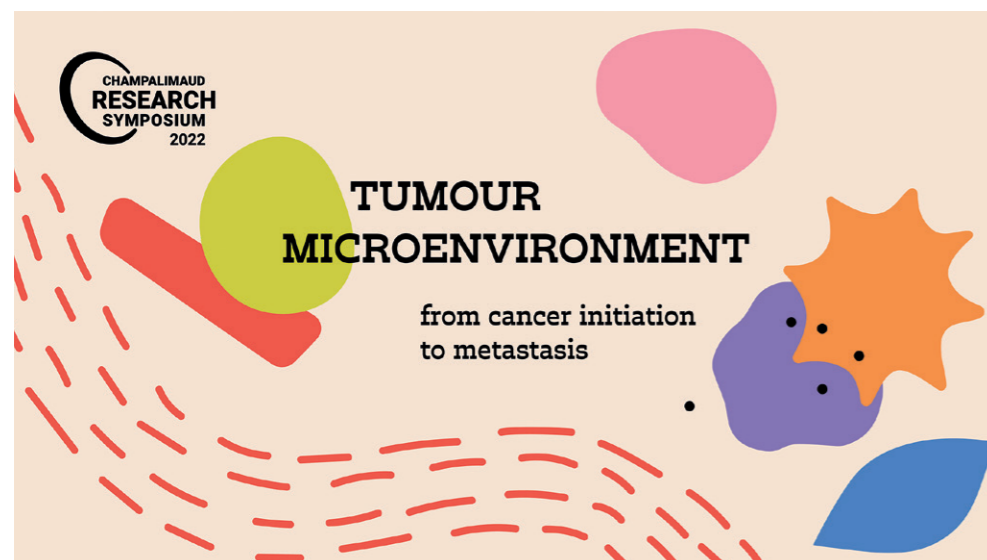 CHAMPALIMAUD
RESEARCH
SYMPOSIUM
2022
TUMOUR
MICROENVIRONMENT
from cancer initiation
to metastasis